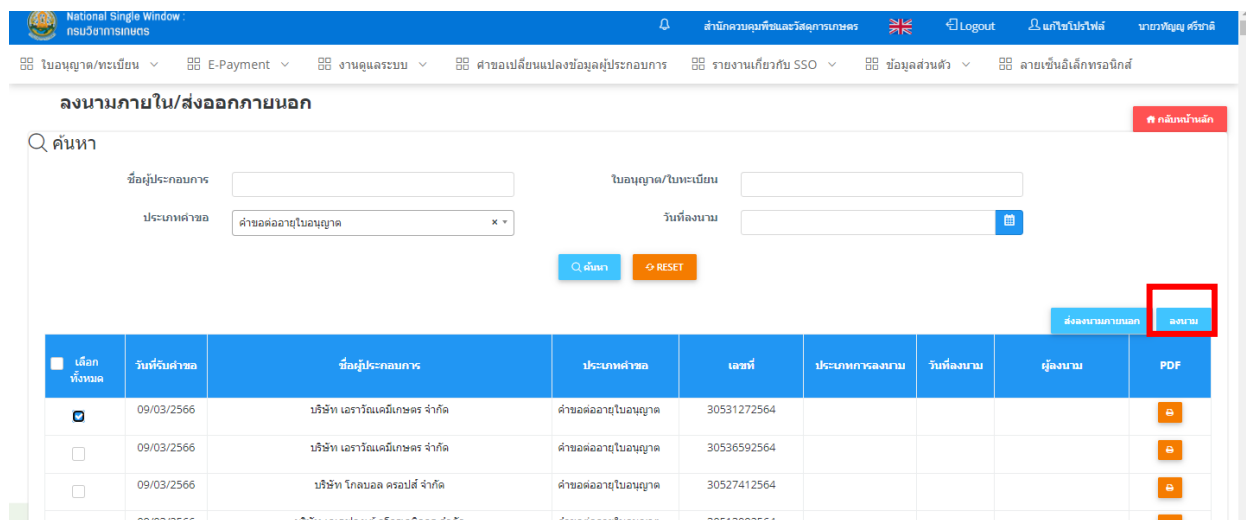 National Single Window :
กรมวิชาการเกษตร
สำนักควบคุมพืชและวัสดุการเกษตร
Logout
แก้ไขโปรไฟล์
นายวทัญญู ศรีชาติ
ใบอนุญาต/ทะเบียน
E-Payment
งานดูแลระบบ
คำขอเปลี่ยนแปลงข้อมูลผู้ประกอบการ
รายงานเกี่ยวกับ SSO
ข้อมูลส่วนตัว
ลายเซ็นอิเล็กทรอนิกส์
ลงนามภายใน/ส่งออกภายนอก
กลับหน้าหลัก
ค้นหา
ชื่อผู้ประกอบการ
ใบอนุญาต/ใบทะเบียน
ประเภทคำขอ
คำขอต่ออายุใบอนุญาต
วันที่ลงนาม
ค้นหา
RESET
ส่งลงนามภายนอก
ลงนาม
เลือกทั้งหมด วันที่รับคำขอ ชื่อผู้ประกอบการ ประเภทคำขอ เลขที่ ประเภทการลงนาม วันที่ลงนาม ผู้ลงนาม PDF
09/03/2566 บริษัท เอราวัณเคมีเกษตร จำกัด คำขอต่ออายุใบอนุญาต 30531272564
09/03/2566 บริษัท เอราวัณเคมีเกษตร จำกัด คำขอต่ออายุใบอนุญาต 30536592564
09/03/2566 บริษัท โกลบอล ครอปส์ จำกัด คำขอต่ออายุใบอนุญาต 30527412564